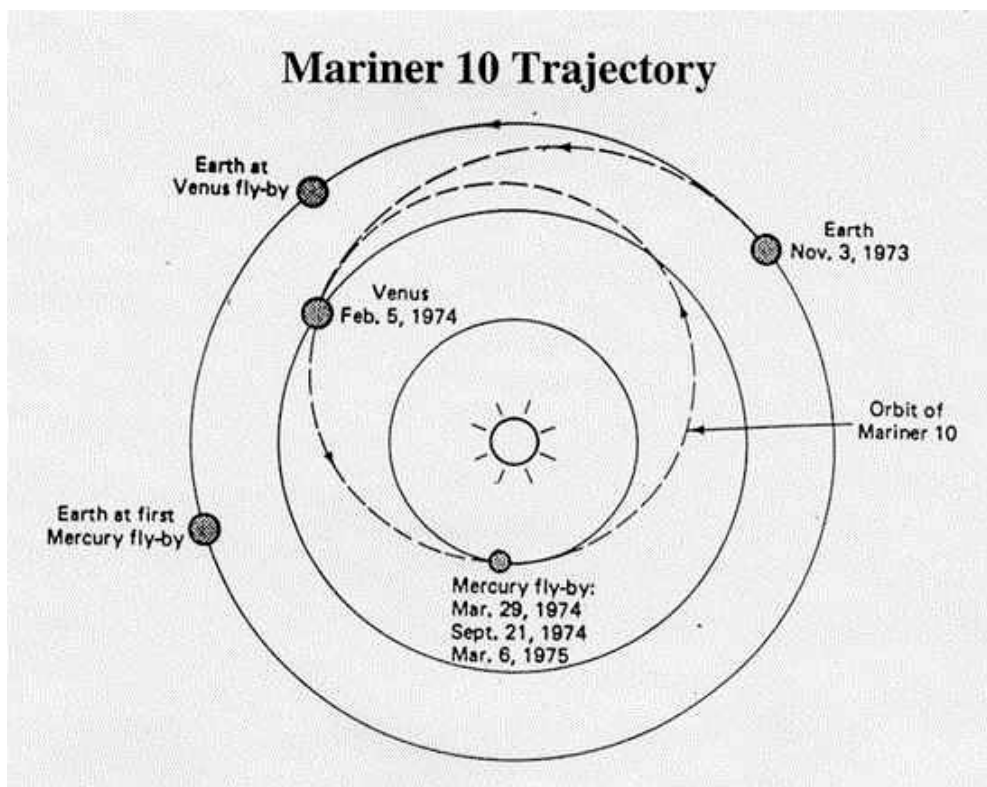 Mariner 10 Trajectory
Earth at
Venus fly-by
Earth
Nov. 3, 1973
Venus
Feb. 5, 1974
Orbit of
Mariner 10
Earth at first
Mercury fly-by
Mercury fly-by:
Mar. 29, 1974
Sept. 21, 1974
Mar. 6, 1975